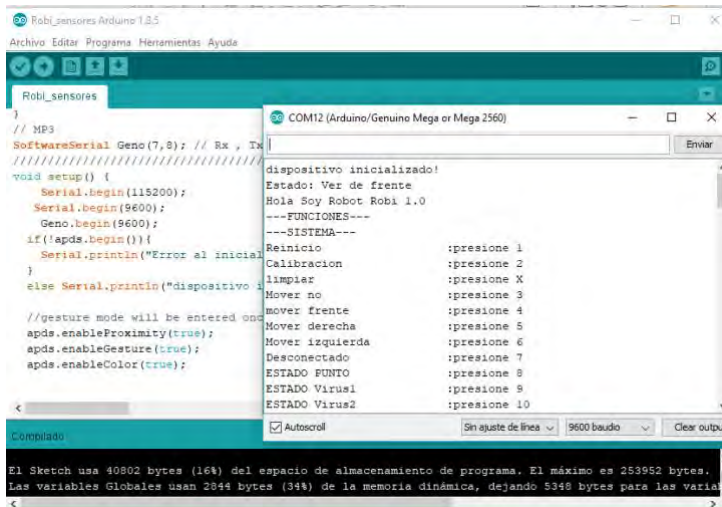 Robi_sensores Arduino 1.8.5
Archivo Editar Programa Herramientas Ayuda
Robi_sensores
}
// MP3
SoftwareSerial Geno(7,8); // Rx , Tx
////////////////////////////////////
void setup() {
Serial.begin(115200);
Serial.begin(9600);
Geno.begin(9600);
if(!apds.begin()){
Serial.println("Error al inicial
}
else Serial.println("dispositivo i
//gesture mode will be entered onc
apds.enableProximity(true);
apds.enableGesture(true);
apds.enableColor(true);
COM12 (Arduino/Genuino Mega or Mega 2560)
Enviar
dispositivo inicializado!
Estado: Ver de frente
Hola Soy Robot Robi 1.0
---FUNCIONES---
---SISTEMA---
Reinicio :presione 1
Calibracion :presione 2
limpiar :presione X
Mover no :presione 3
mover frente :presione 4
Mover derecha :presione 5
Mover izquierda :presione 6
Desconectado :presione 7
ESTADO PUNTO :presione 8
ESTADO Virus1 :presione 9
ESTADO Virus2 :presione 10
Autoscroll Sin ajuste de línea 9600 baudio Clear outpu
Compilado
El Sketch usa 40802 bytes (16%) del espacio de almacenamiento de programa. El máximo es 253952 bytes.
Las variables Globales usan 2844 bytes (34%) de la memoria dinámica, dejando 5348 bytes para las varia